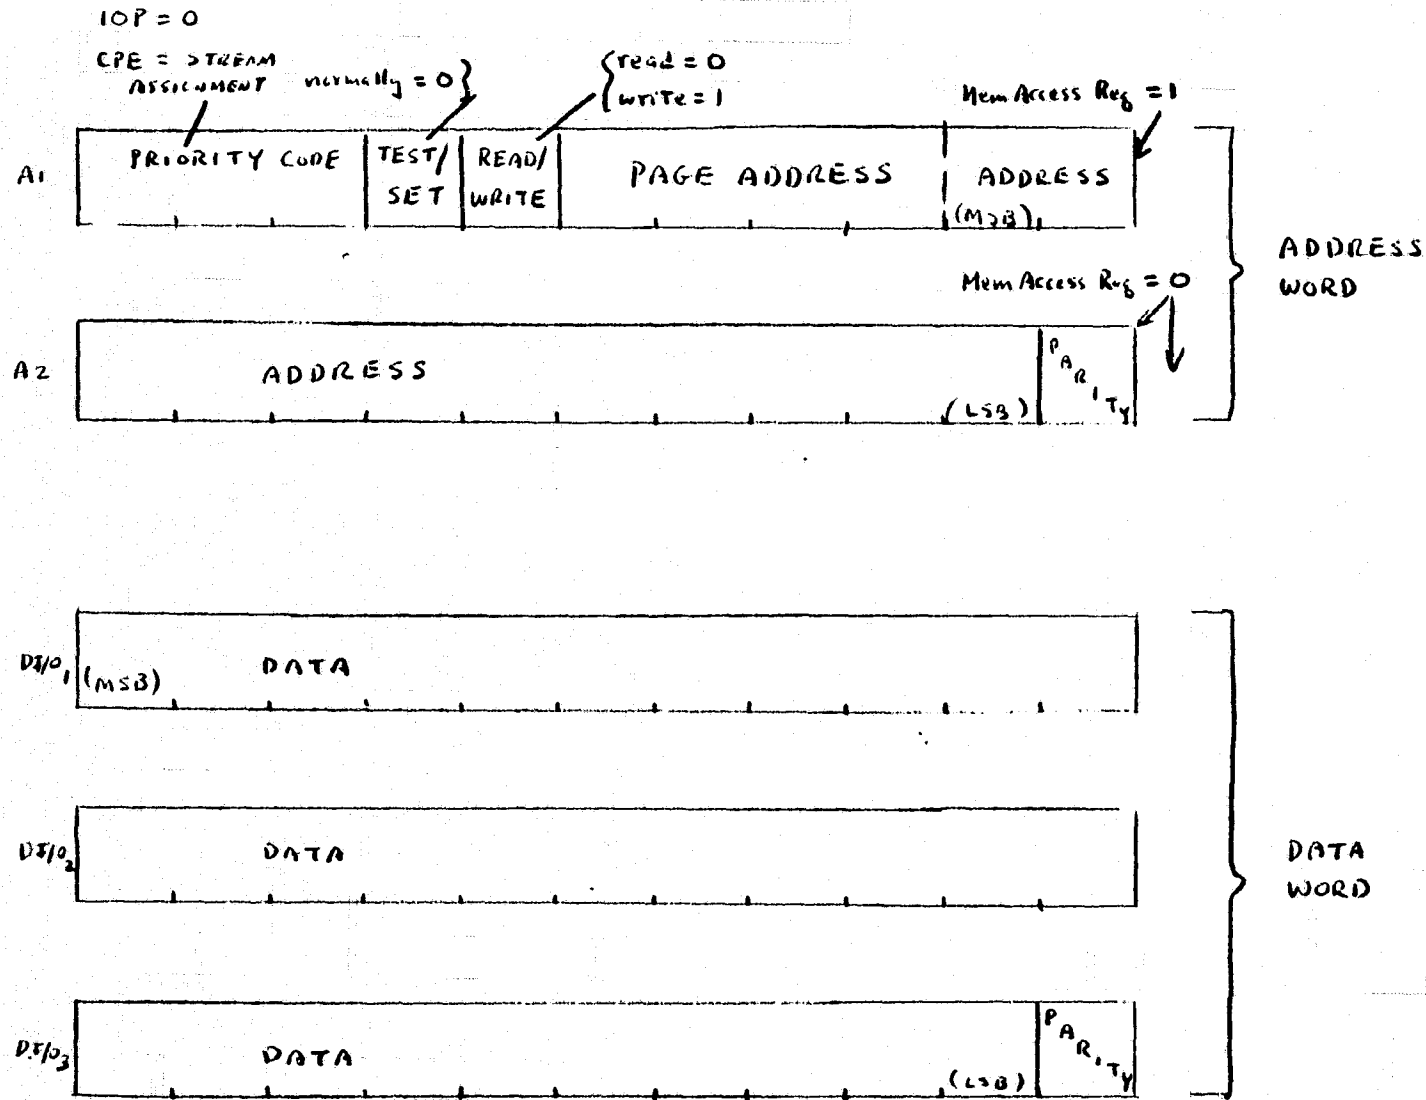 IOP = 0
CPE = STREAM
ASSIGNMENT
normally = 0
read = 0
write = 1
Mem Access Reg = 1
A1
PRIORITY CODE
TEST/
SET
READ/
WRITE
PAGE ADDRESS
ADDRESS
(MSB)
ADDRESS
WORD
Mem Access Reg = 0
A2
ADDRESS
(LSB)
PARITY
DI/O1
(MSB)
DATA
DI/O2
DATA
DATA
WORD
DI/O3
DATA
(LSB)
PARITY